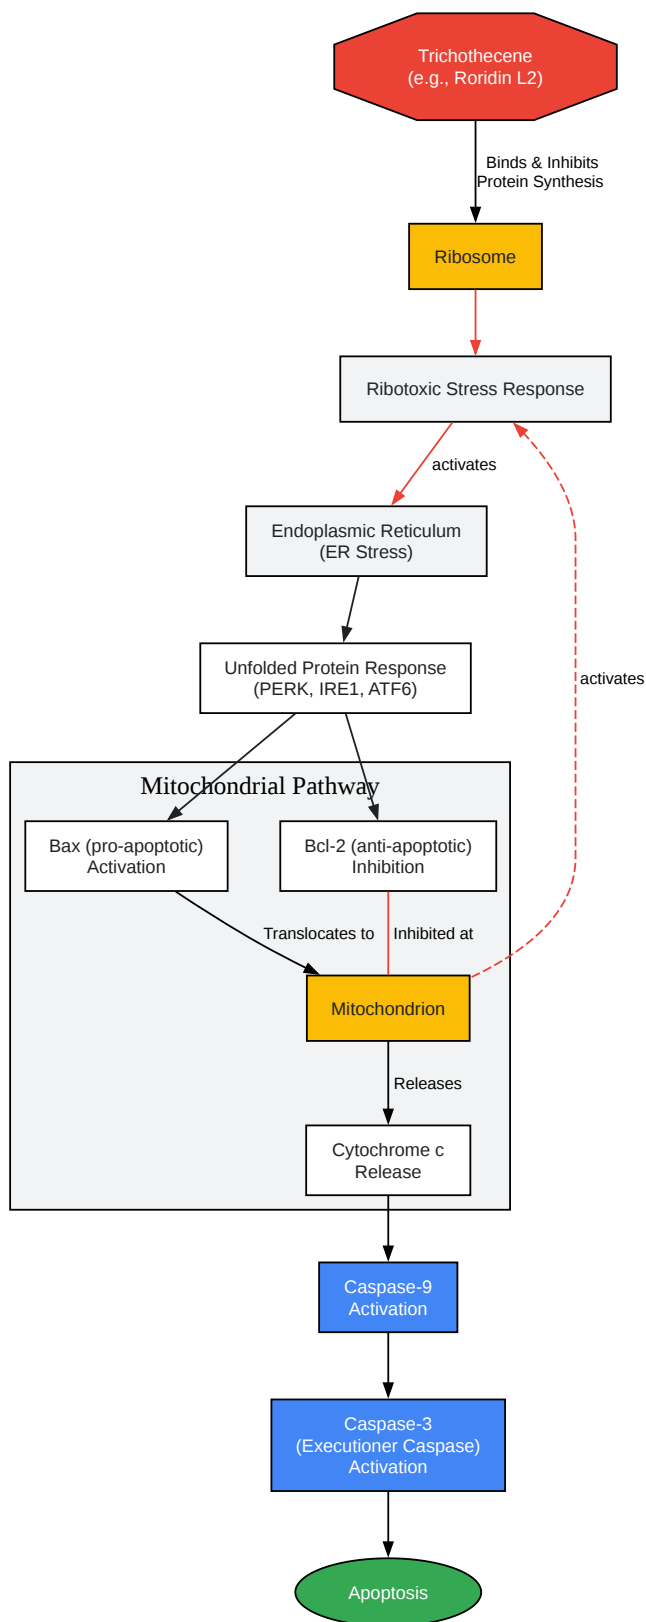 Trichothecene
(e.g., Roridin L2)
Binds & Inhibits
Protein Synthesis
Ribosome
Ribotoxic Stress Response
activates
Endoplasmic Reticulum
(ER Stress)
Unfolded Protein Response
(PERK, IRE1, ATF6)
activates
Mitochondrial Pathway
Bax (pro-apoptotic)
Activation
Bcl-2 (anti-apoptotic)
Inhibition
Translocates to
Inhibited at
Mitochondrion
Releases
Cytochrome c
Release
Caspase-9
Activation
Caspase-3
(Executioner Caspase)
Activation
Apoptosis